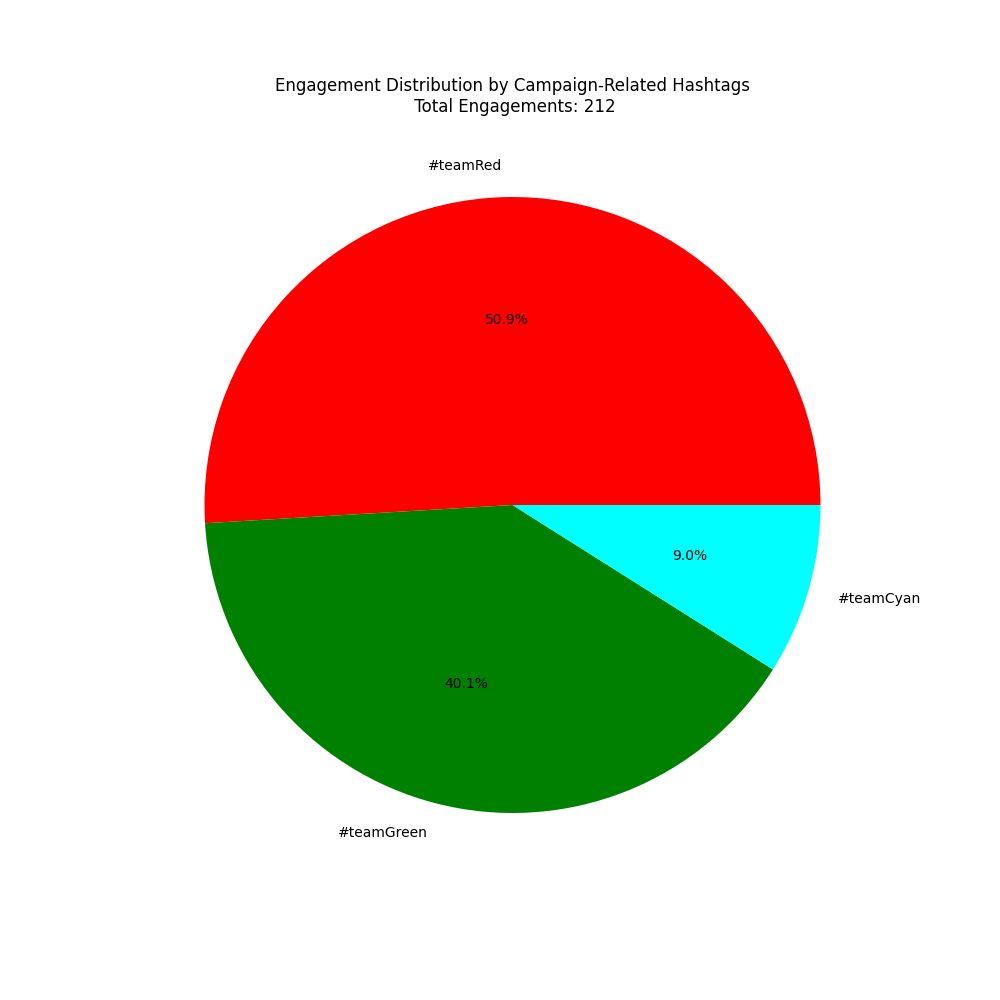 Engagement Distribution by Campaign-Related Hashtags
Total Engagements: 212
#teamRed
50.9%
9.0%
#teamCyan
40.1%
#teamGreen